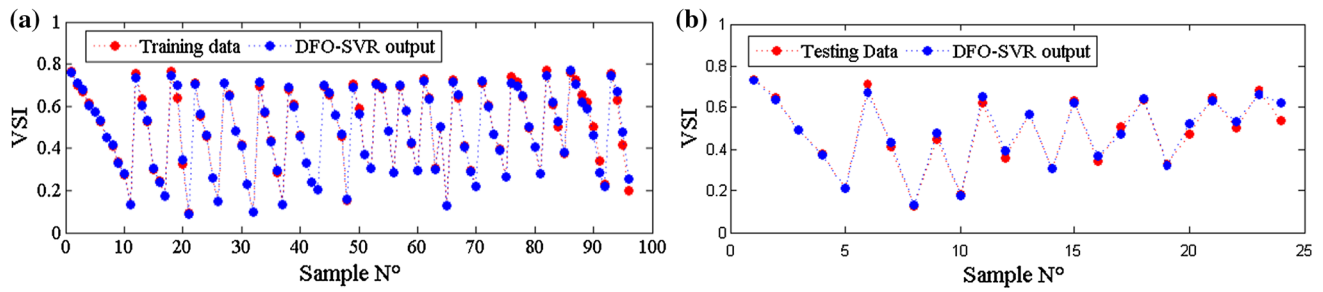 (a)
Training data
DFO-SVR output
VSI
1
0.8
0.6
0.4
0.2
0
0 10 20 30 40 50 60 70 80 90 100
Sample N°
(b)
Testing Data
DFO-SVR output
VSI
1
0.8
0.6
0.4
0.2
0
0 5 10 15 20 25
Sample N°